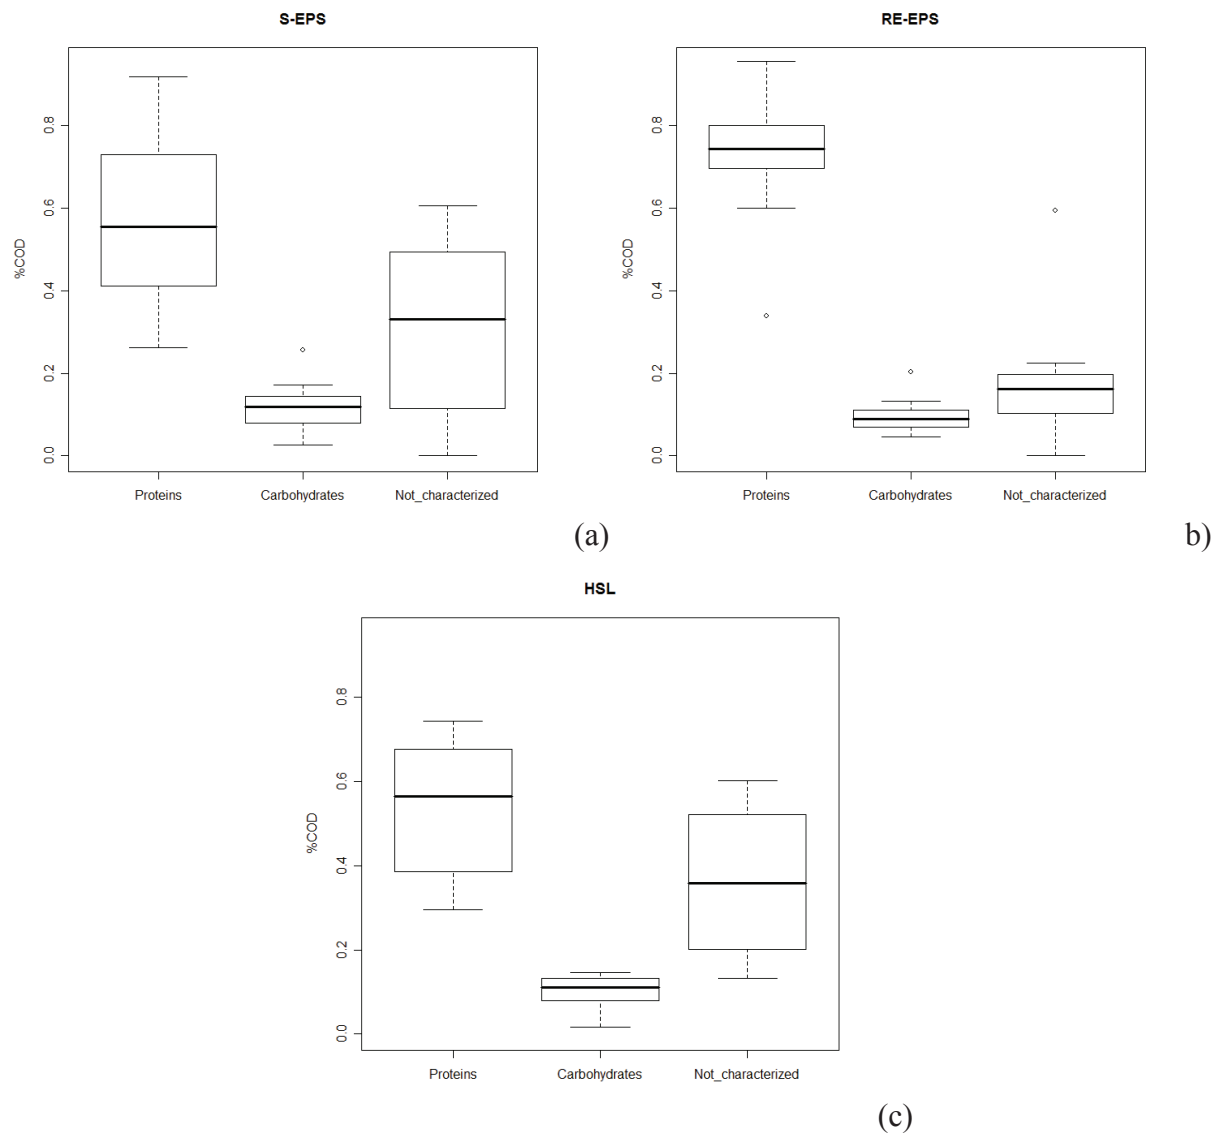 S-EPS
%COD
0.8
0.6
0.4
0.2
0.0
Proteins Carbohydrates Not_characterized
(a)
RE-EPS
%COD
0.8
0.6
0.4
0.2
0.0
Proteins Carbohydrates Not_characterized
b)
HSL
%COD
0.8
0.6
0.4
0.2
0.0
Proteins Carbohydrates Not_characterized
(c)